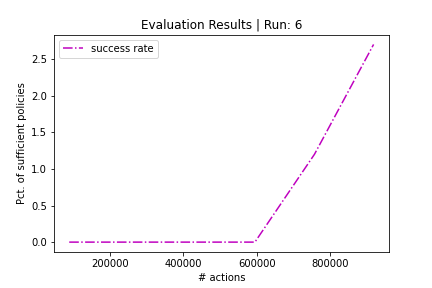 Evaluation Results | Run: 6
success rate
Pct. of sufficient policies
2.5
2.0
1.5
1.0
0.5
0.0
200000 400000 600000 800000
# actions